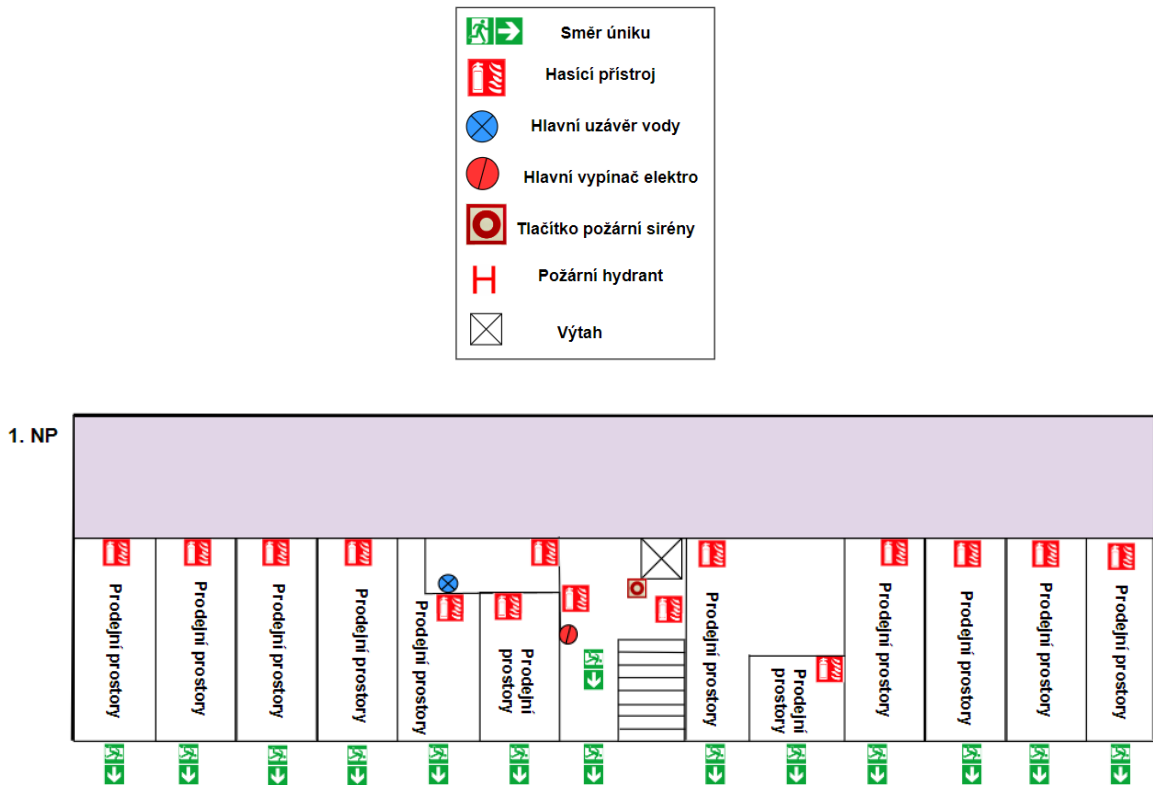 Směr úniku
Hasící přístroj
Hlavní uzávěr vody
Hlavní vypínač elektro
Tlačítko požární sirény
H
Požární hydrant
Výtah
1. NP
Prodejní prostory
Prodejní prostory
Prodejní prostory
Prodejní prostory
Prodejní prostory
Prodejní
prostory
Prodejní prostory
Prodejní
prostory
Prodejní prostory
Prodejní prostory
Prodejní prostory
Prodejní prostory